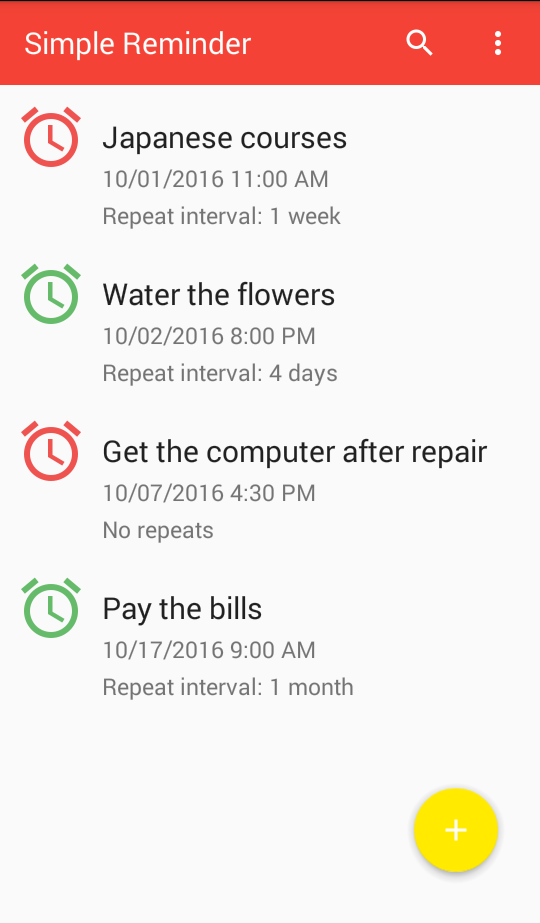 Simple Reminder
Japanese courses
10/01/2016 11:00 AM
Repeat interval: 1 week
Water the flowers
10/02/2016 8:00 PM
Repeat interval: 4 days
Get the computer after repair
10/07/2016 4:30 PM
No repeats
Pay the bills
10/17/2016 9:00 AM
Repeat interval: 1 month